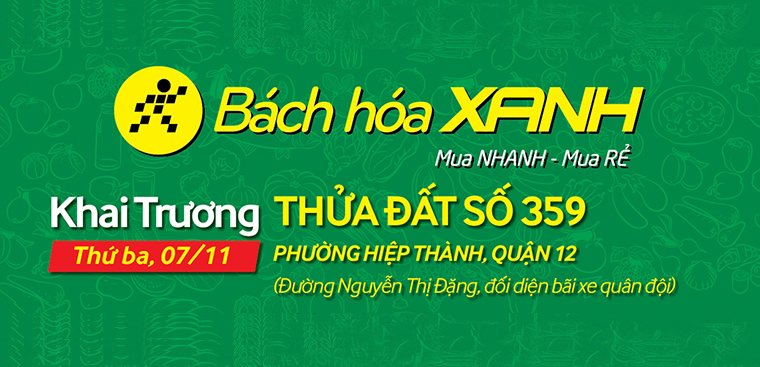 Bách hóa XANH
Mua NHANH - Mua RẺ
Khai Trương
Thứ ba, 07/11
THỬA ĐẤT SỐ 359
PHƯỜNG HIỆP THÀNH, QUẬN 12
(Đường Nguyễn Thị Đặng, đối diện bãi xe quân đội)